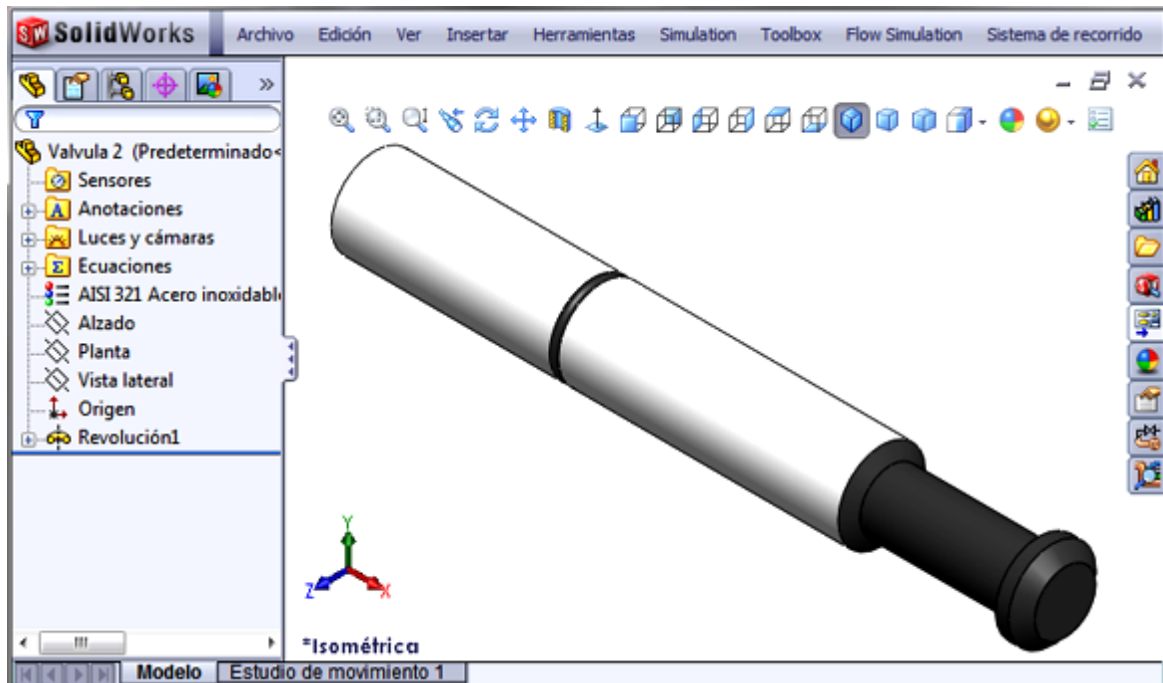 SolidWorks Archivo Edición Ver Insertar Herramientas Simulation Toolbox Flow Simulation Sistema de recorrido
Valvula 2 (Predeterminado<
Sensores
Anotaciones
Luces y cámaras
Ecuaciones
AISI 321 Acero inoxidabl
Alzado
Planta
Vista lateral
Origen
Revolución1
Y
Z X
*Isométrica
Modelo Estudio de movimiento 1